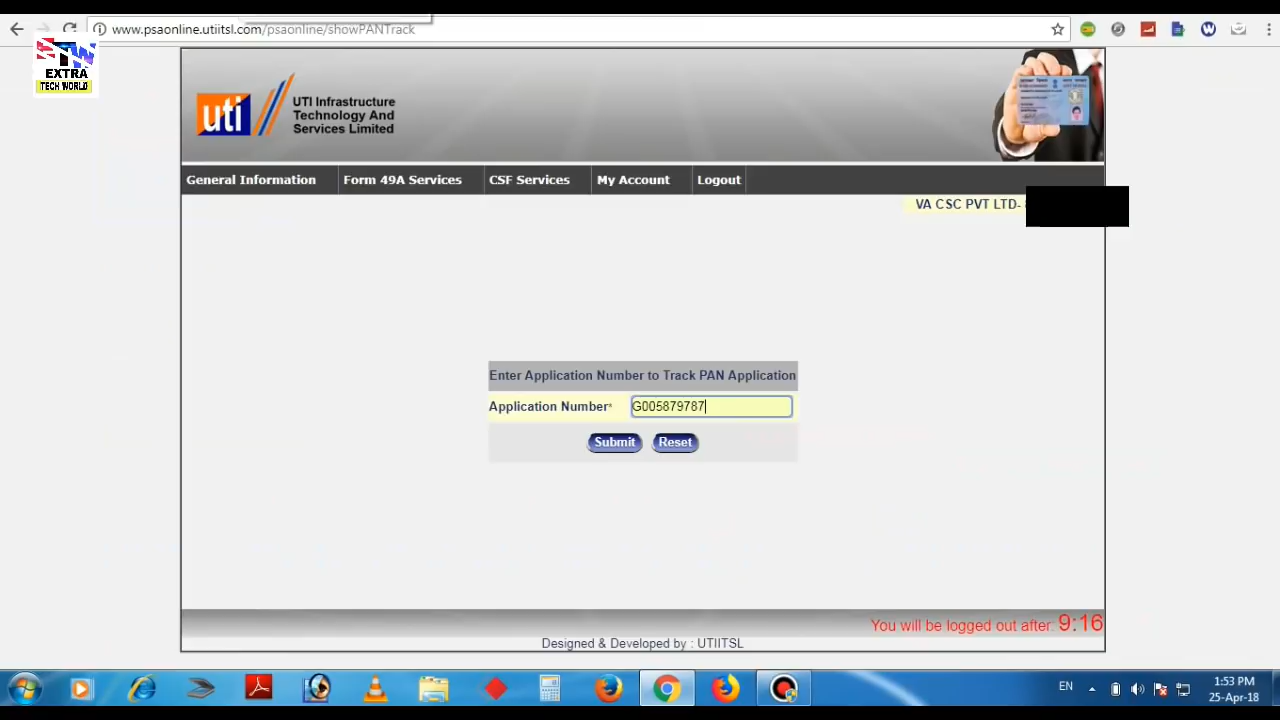 www.psaonline.utiitsl.com/psaonline/showPANTrack
STW
EXTRA
TECH WORLD
uti
UTI Infrastructure
Technology And
Services Limited
General Information
Form 49A Services
CSF Services
My Account
Logout
VA CSC PVT LTD-
Enter Application Number to Track PAN Application
Application Number*
G005879787
Submit
Reset
You will be logged out after: 9:16
Designed & Developed by : UTIITSL
EN
1:53 PM
25-Apr-18